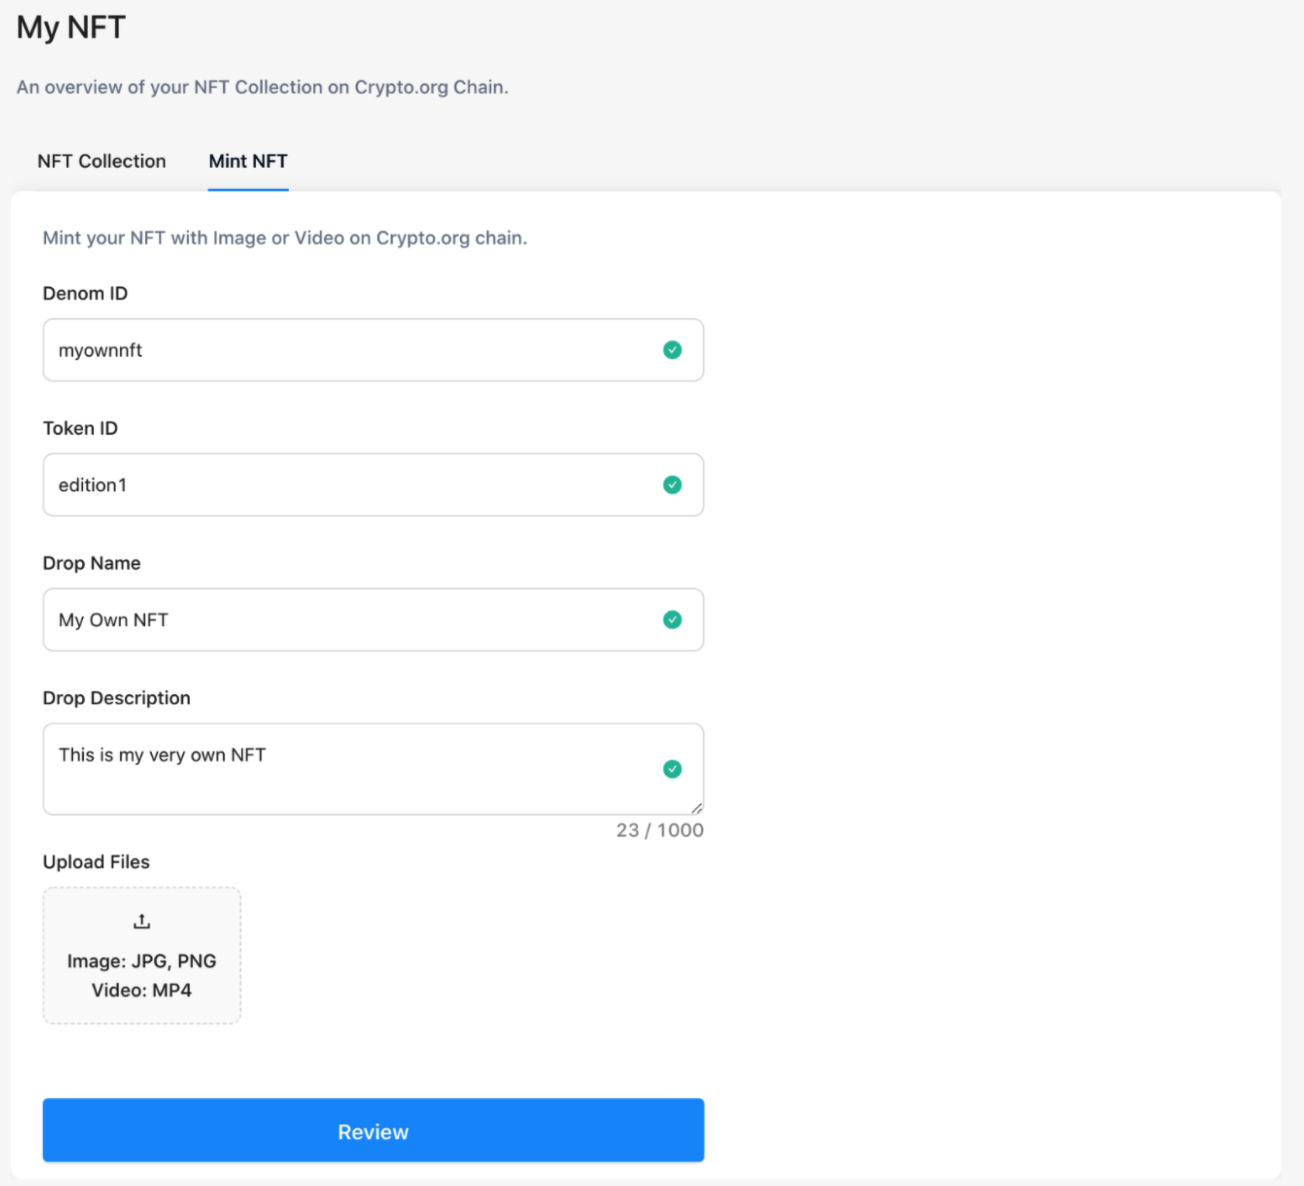 My NFT
An overview of your NFT Collection on Crypto.org Chain.
NFT Collection
Mint NFT
Mint your NFT with Image or Video on Crypto.org chain.
Denom ID
myownnft
Token ID
edition1
Drop Name
My Own NFT
Drop Description
This is my very own NFT
23 / 1000
Upload Files
Image: JPG, PNG
Video: MP4
Review